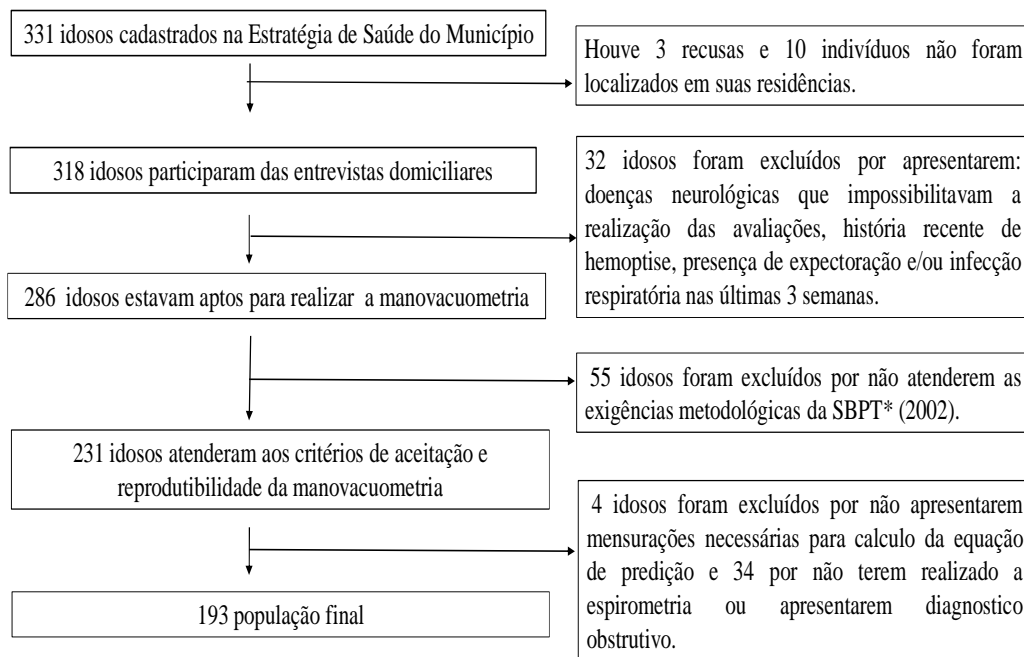 331 idosos cadastrados na Estratégia de Saúde do Município
Houve 3 recusas e 10 indivíduos não foram
localizados em suas residências.
318 idosos participaram das entrevistas domiciliares
32 idosos foram excluídos por apresentarem:
doenças neurológicas que impossibilitavam a
realização das avaliações, história recente de
hemoptise, presença de expectoração e/ou infecção
respiratória nas últimas 3 semanas.
286 idosos estavam aptos para realizar a manovacuometria
55 idosos foram excluídos por não atenderem as
exigências metodológicas da SBPT* (2002).
231 idosos atenderam aos critérios de aceitação e
reprodutibilidade da manovacuometria
4 idosos foram excluídos por não apresentarem
mensurações necessárias para calculo da equação
de predição e 34 por não terem realizado a
espirometria ou apresentarem diagnostico
obstrutivo.
193 população final